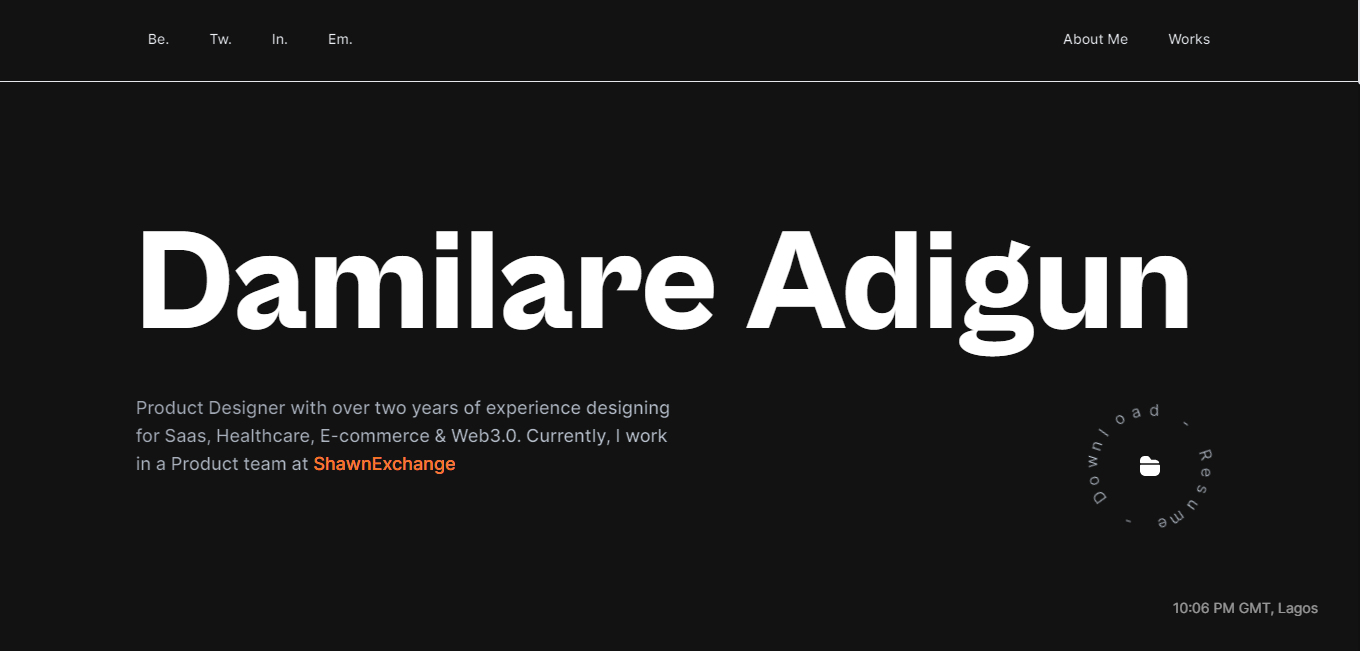 Be. Tw. In. Em. About Me Works
Damilare Adigun
Product Designer with over two years of experience designing
for Saas, Healthcare, E-commerce & Web3.0. Currently, I work
in a Product team at ShawnExchange
Download - Resume -
10:06 PM GMT, Lagos